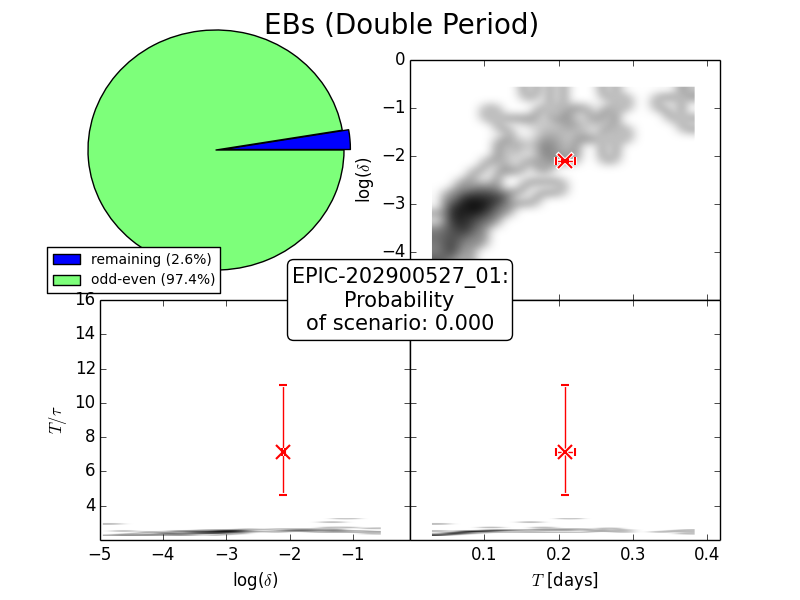 EBs (Double Period)
remaining (2.6%)
odd-even (97.4%)
0
−1
−2
−3
−4
log(δ)
EPIC-202900527_01:
Probability
of scenario: 0.000
16
14
12
10
8
6
4
T/τ
−5 −4 −3 −2 −1
log(δ)
0.1 0.2 0.3 0.4
T [days]